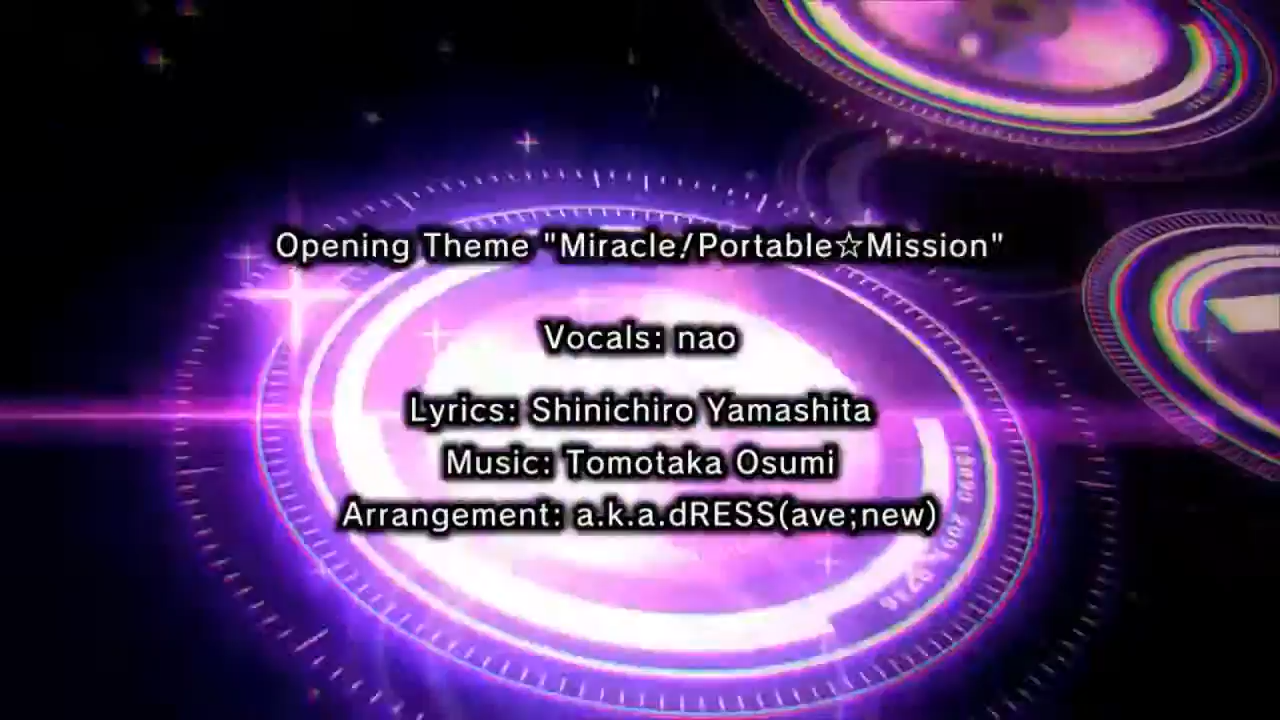 Opening Theme "Miracle/Portable☆Mission"
Vocals: nao
Lyrics: Shinichiro Yamashita
Music: Tomotaka Osumi
Arrangement: a.k.a.dRESS(ave;new)